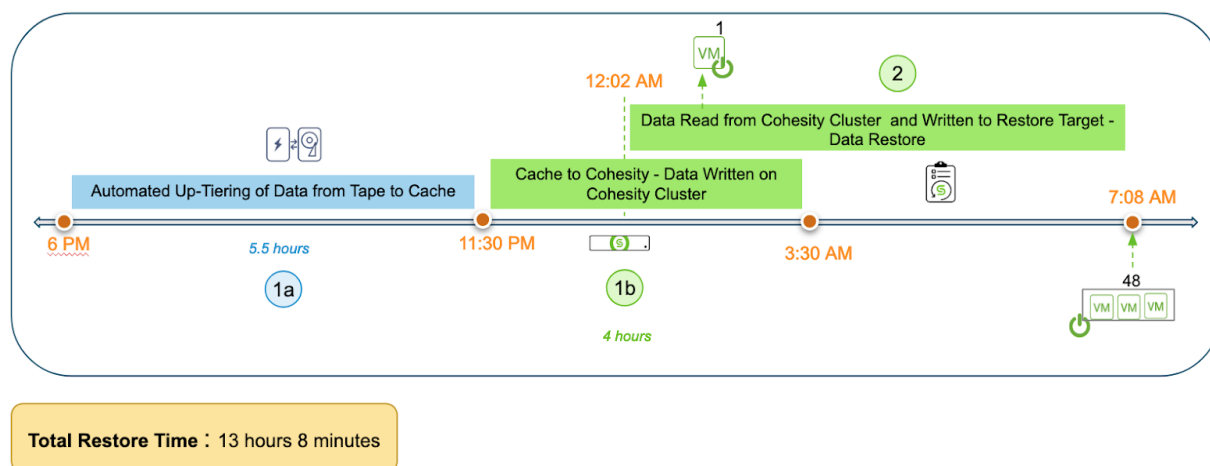 1
VM
12:02 AM
2
Data Read from Cohesity Cluster and Written to Restore Target -
Data Restore
Automated Up-Tiering of Data from Tape to Cache
Cache to Cohesity - Data Written on
Cohesity Cluster
7:08 AM
6 PM
5.5 hours
11:30 PM
3:30 AM
1a
1b
48
VM VM VM
4 hours
Total Restore Time : 13 hours 8 minutes